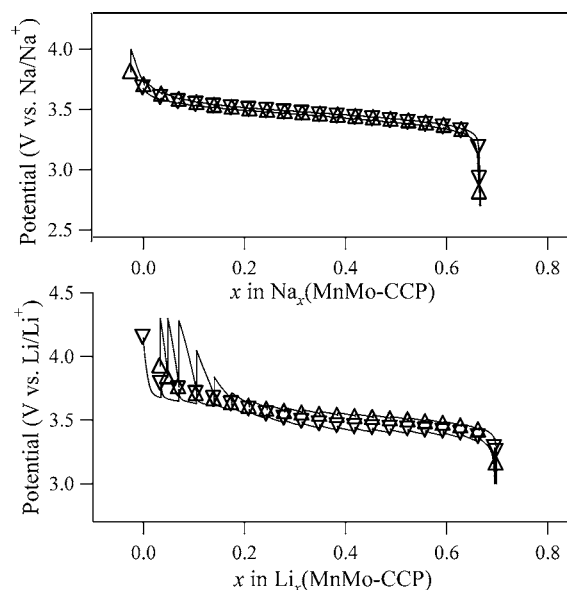 4.0
3.5
3.0
2.5
Potential (V vs. Na/Na⁺)
0.0 0.2 0.4 0.6 0.8
x in Naₓ(MnMo-CCP)
4.5
4.0
3.5
3.0
Potential (V vs. Li/Li⁺)
0.0 0.2 0.4 0.6 0.8
x in Liₓ(MnMo-CCP)